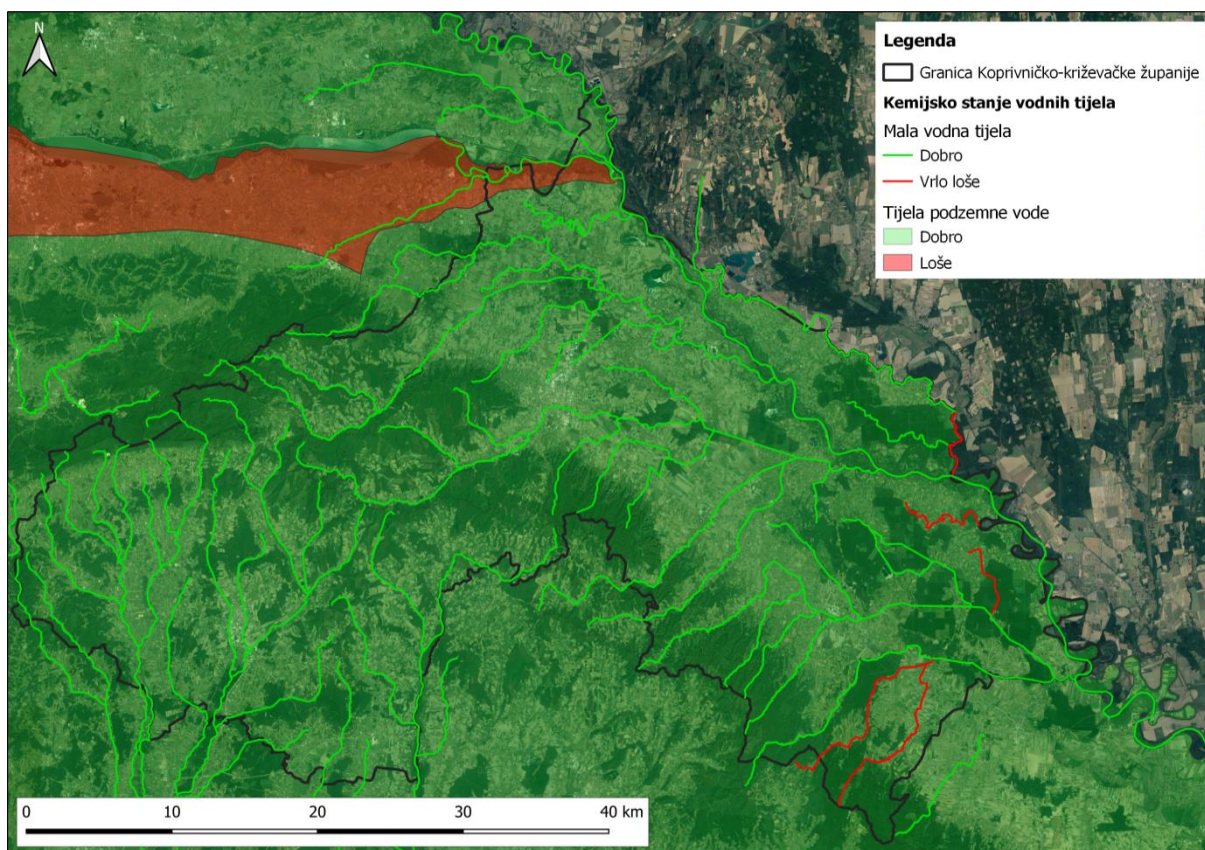 N
Legenda
Granica Koprivničko-križevačke županije
Kemijsko stanje vodnih tijela
Mala vodna tijela
Dobro
Vrlo loše
Tijela podzemne vode
Dobro
Loše
0 10 20 30 40 km